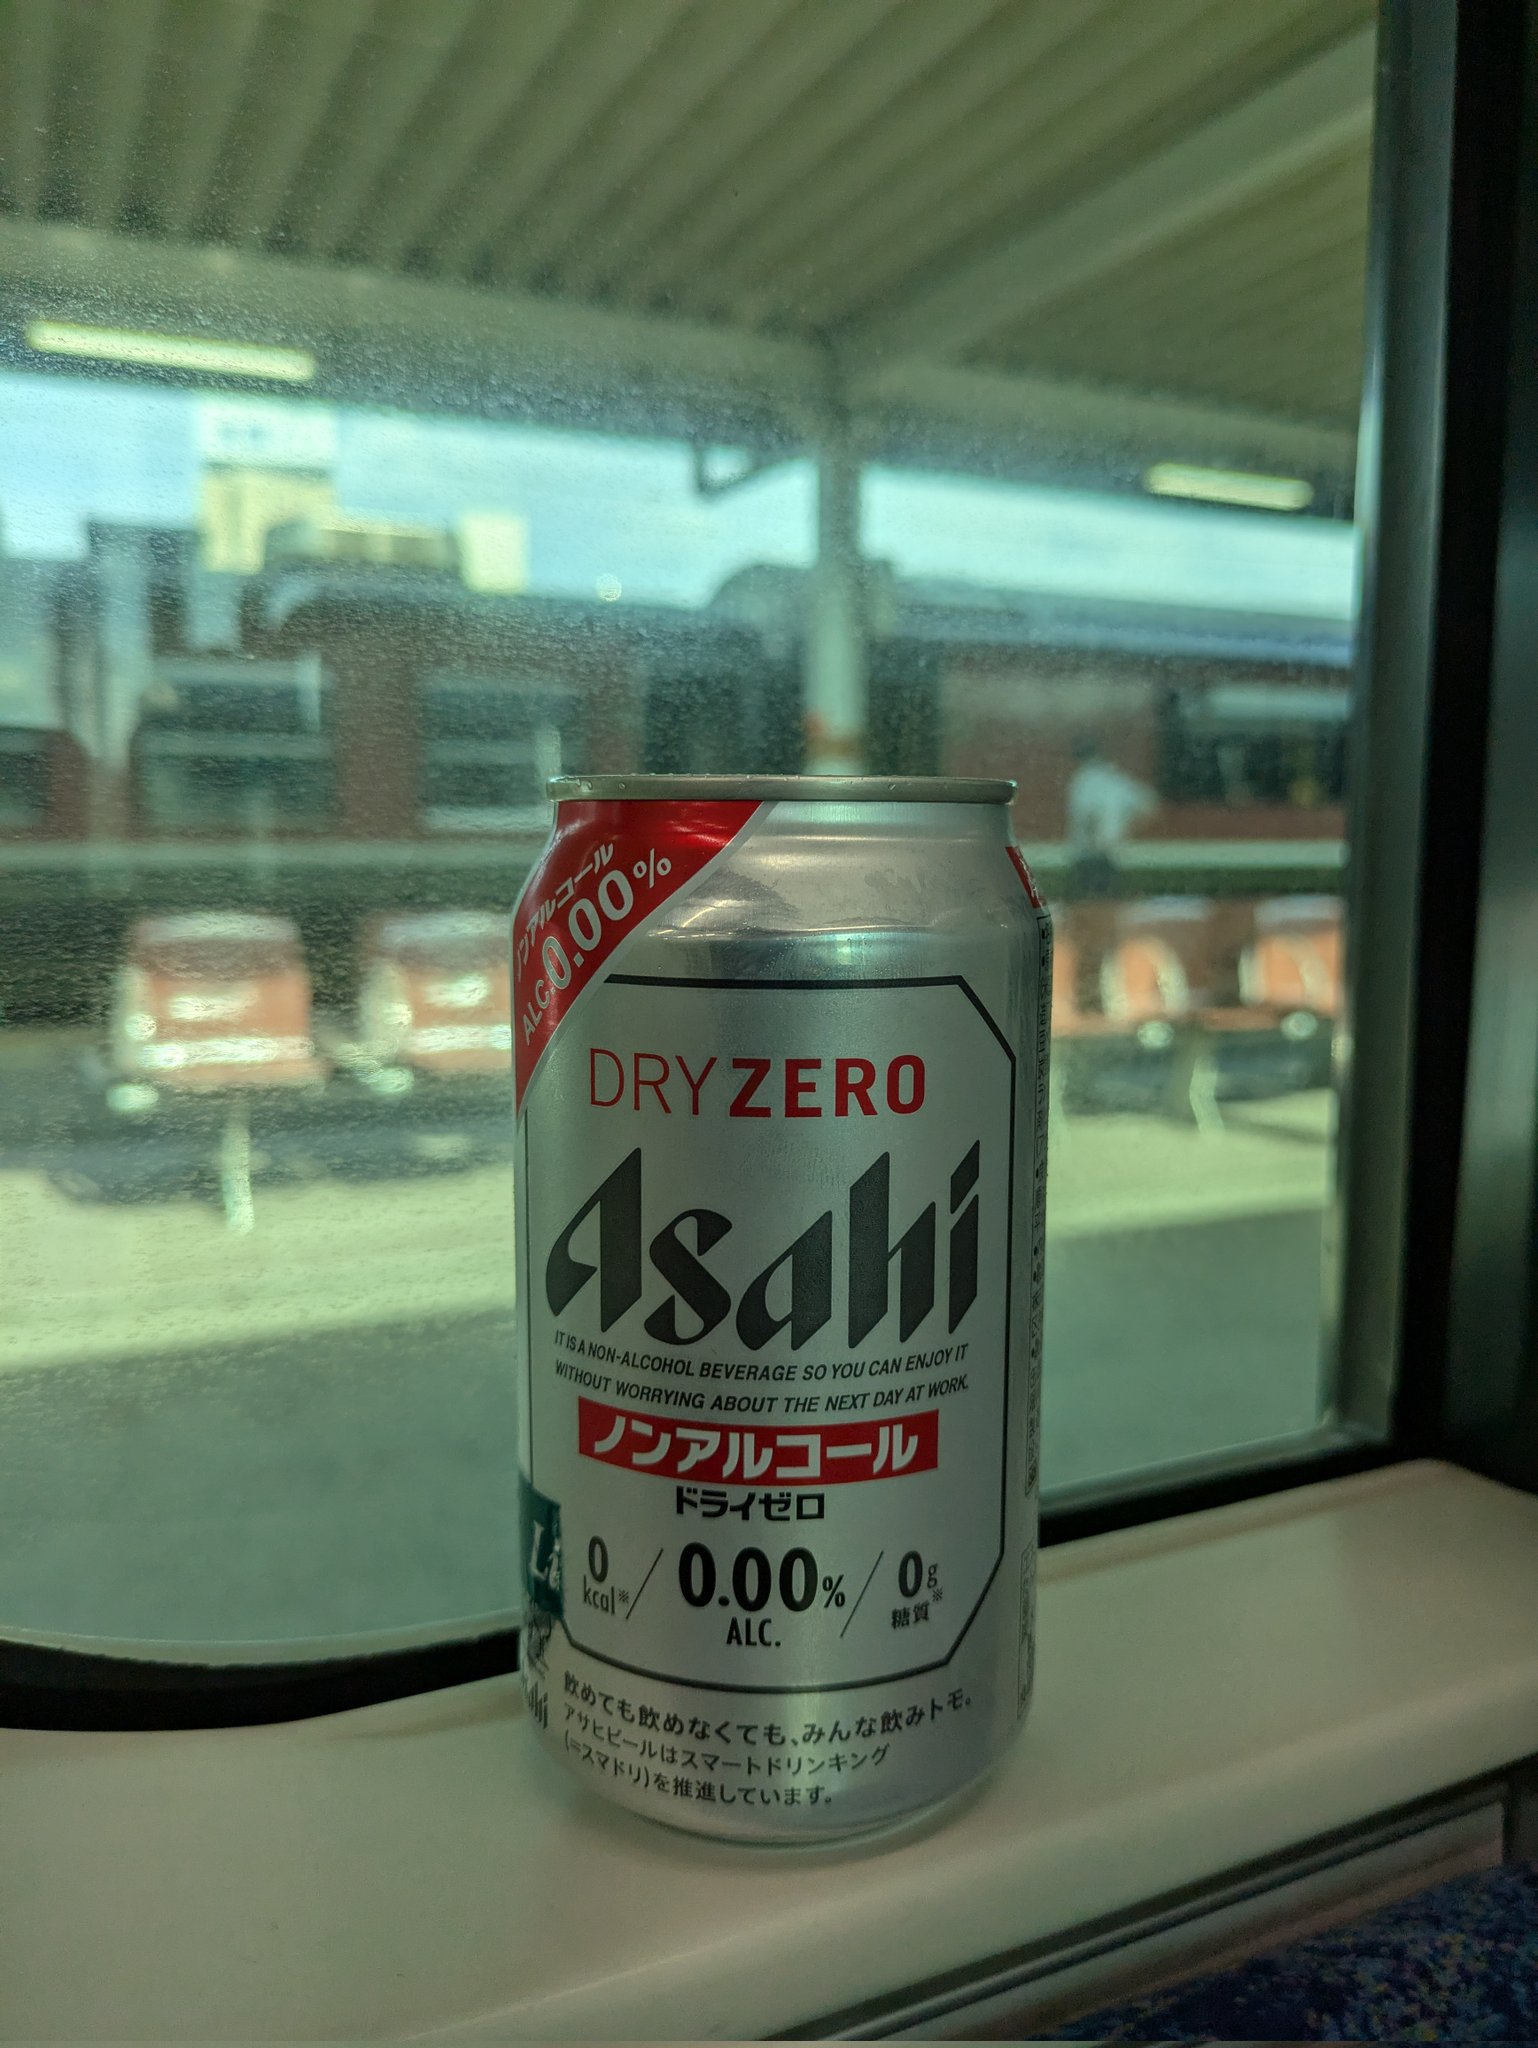 ノンアルコール
ALC.0.00%
DRY ZERO
Asahi
IT IS A NON-ALCOHOL BEVERAGE SO YOU CAN ENJOY IT
WITHOUT WORRYING ABOUT THE NEXT DAY AT WORK.
ノンアルコール
ドライゼロ
0kcal※/0.00%ALC./0g糖質※
飲めても飲めなくても、みんな飲みトモ。
アサヒビールはスマートドリンキング
(=スマドリ)を推進しています。